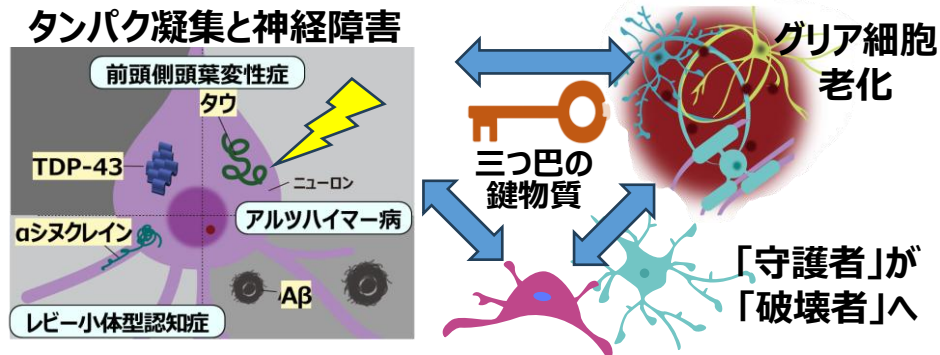 タンパク凝集と神経障害
前頭側頭葉変性症
タウ
TDP-43
ニューロン
アルツハイマー病
αシヌクレイン
Aβ
レビー小体型認知症
三つ巴の
鍵物質
グリア細胞
老化
「守護者」が
「破壊者」へ